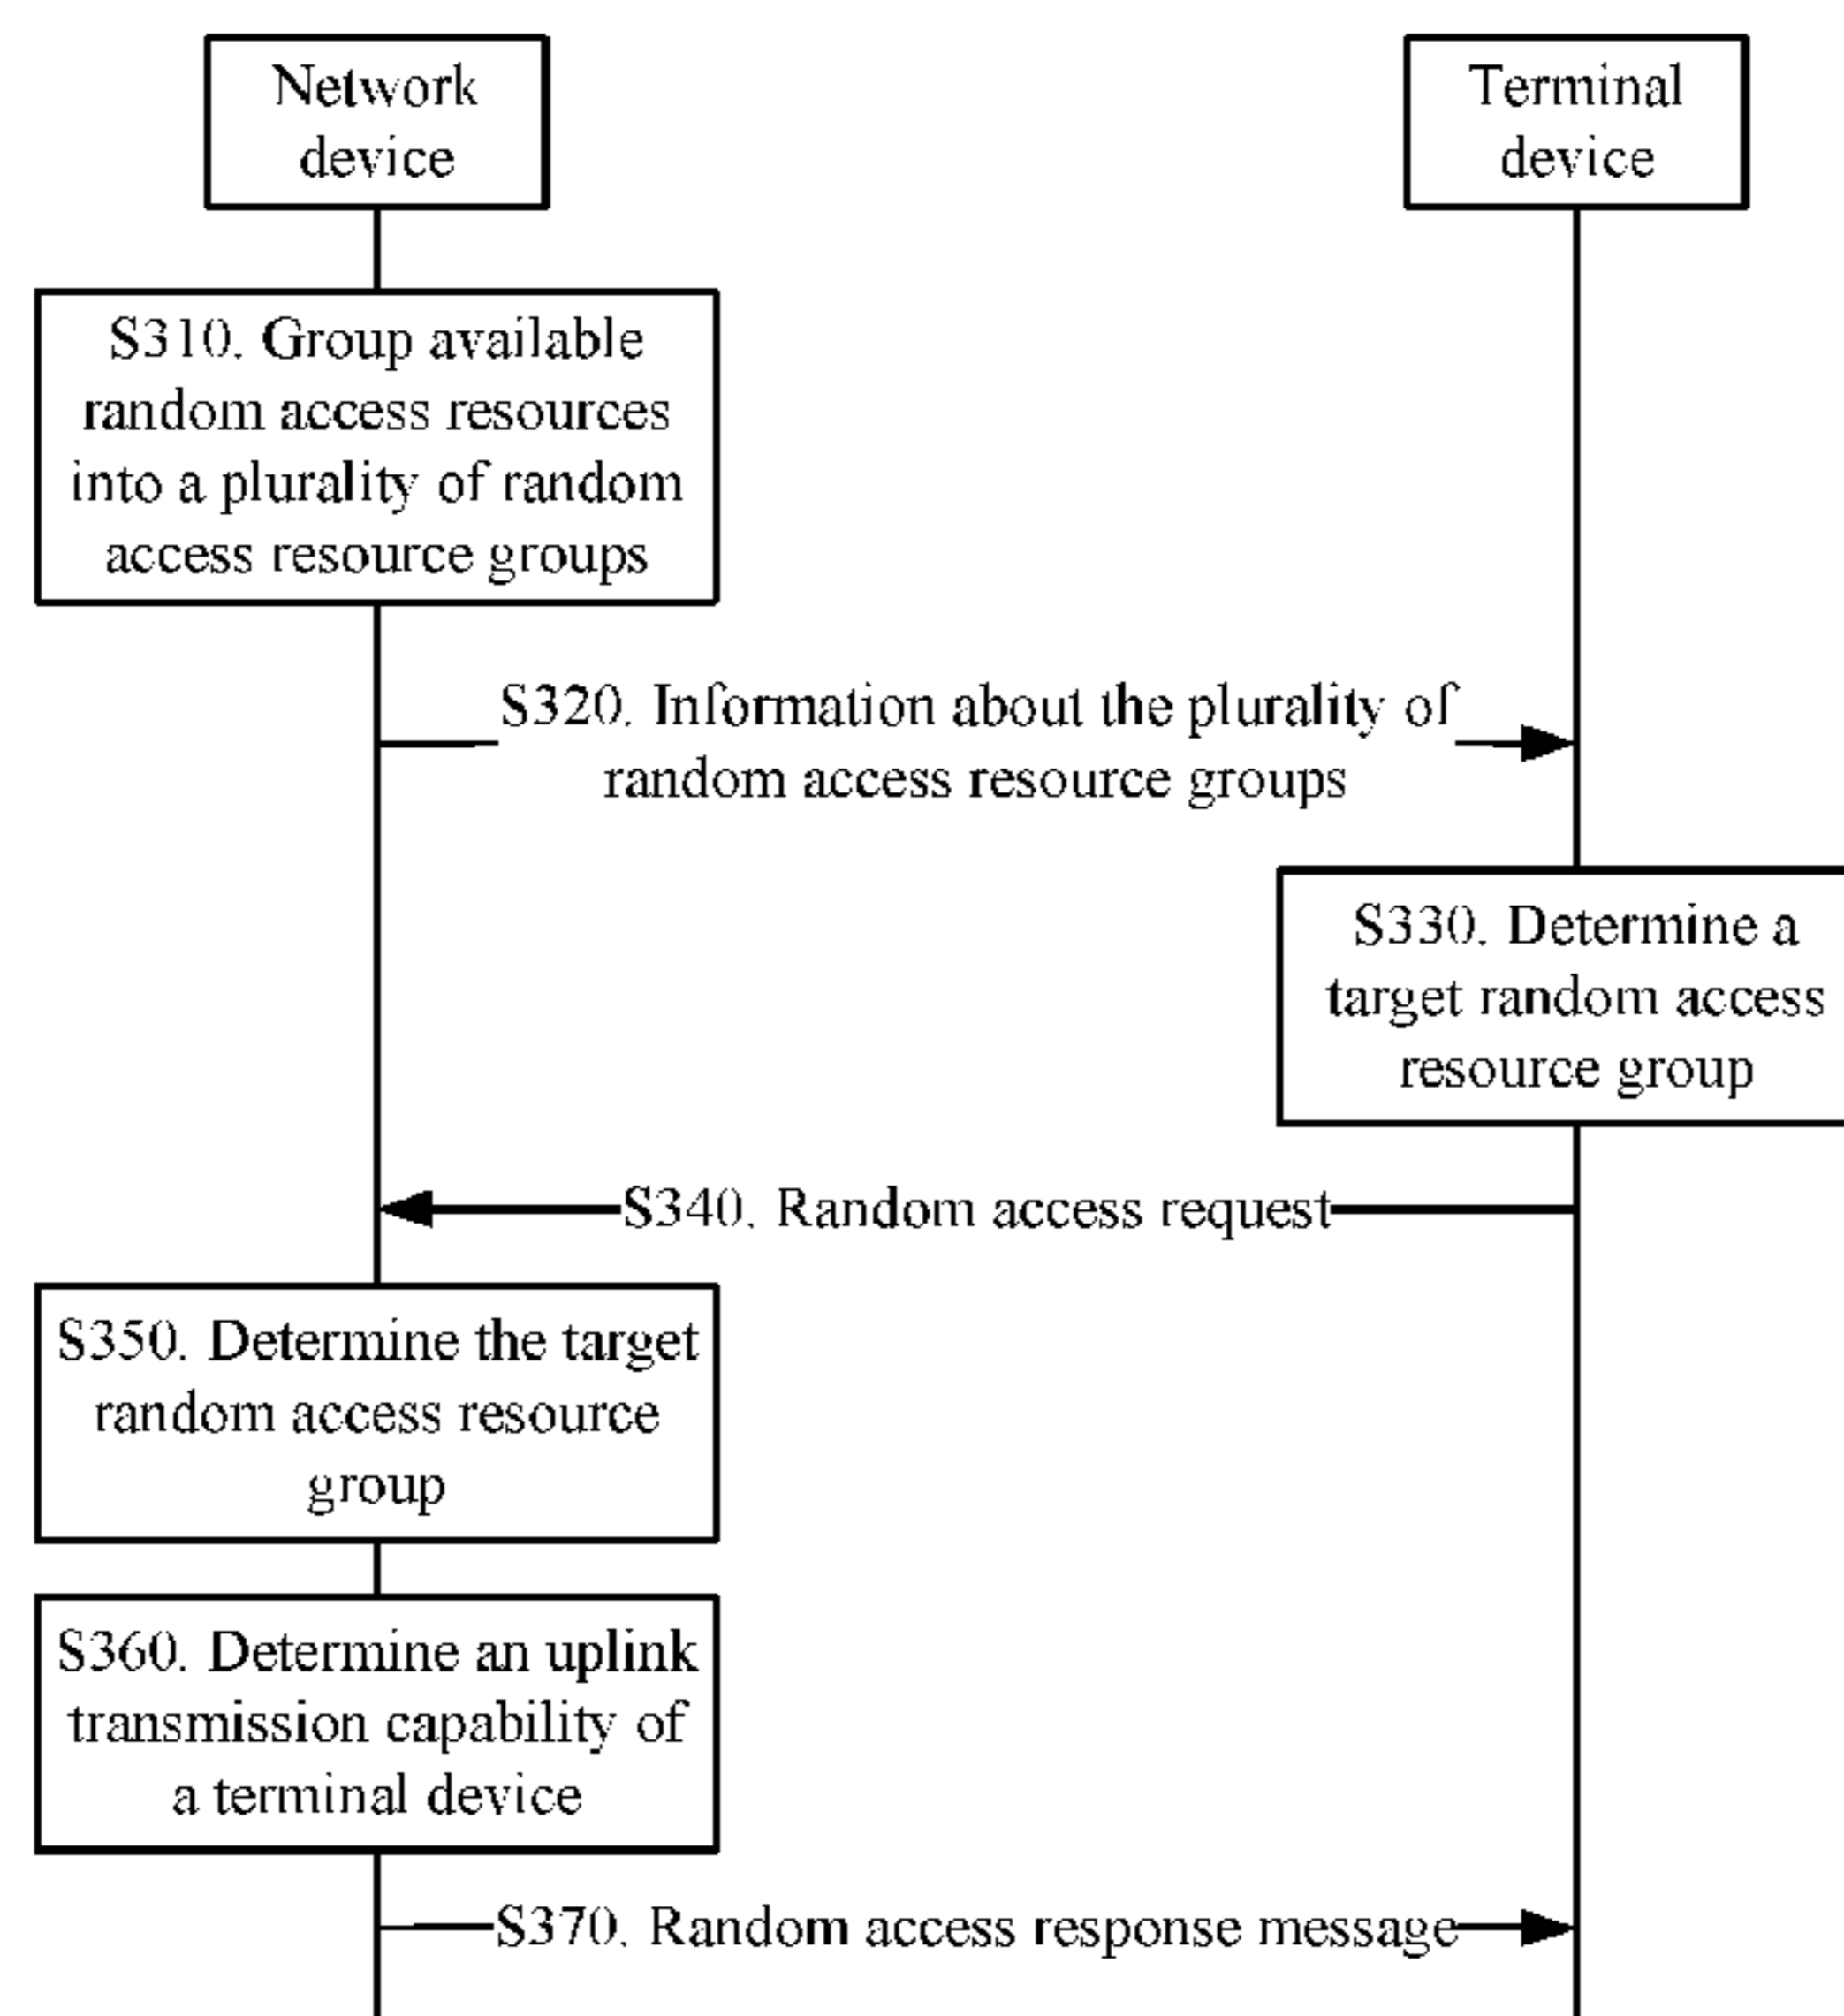 Network
device
Terminal
device
S310. Group available
random access resources
into a plurality of random
access resource groups
S320. Information about the plurality of
random access resource groups
S330. Determine a
target random access
resource group
S340. Random access request
S350. Determine the target
random access resource
group
S360. Determine an uplink
transmission capability of
a terminal device
S370. Random access response message